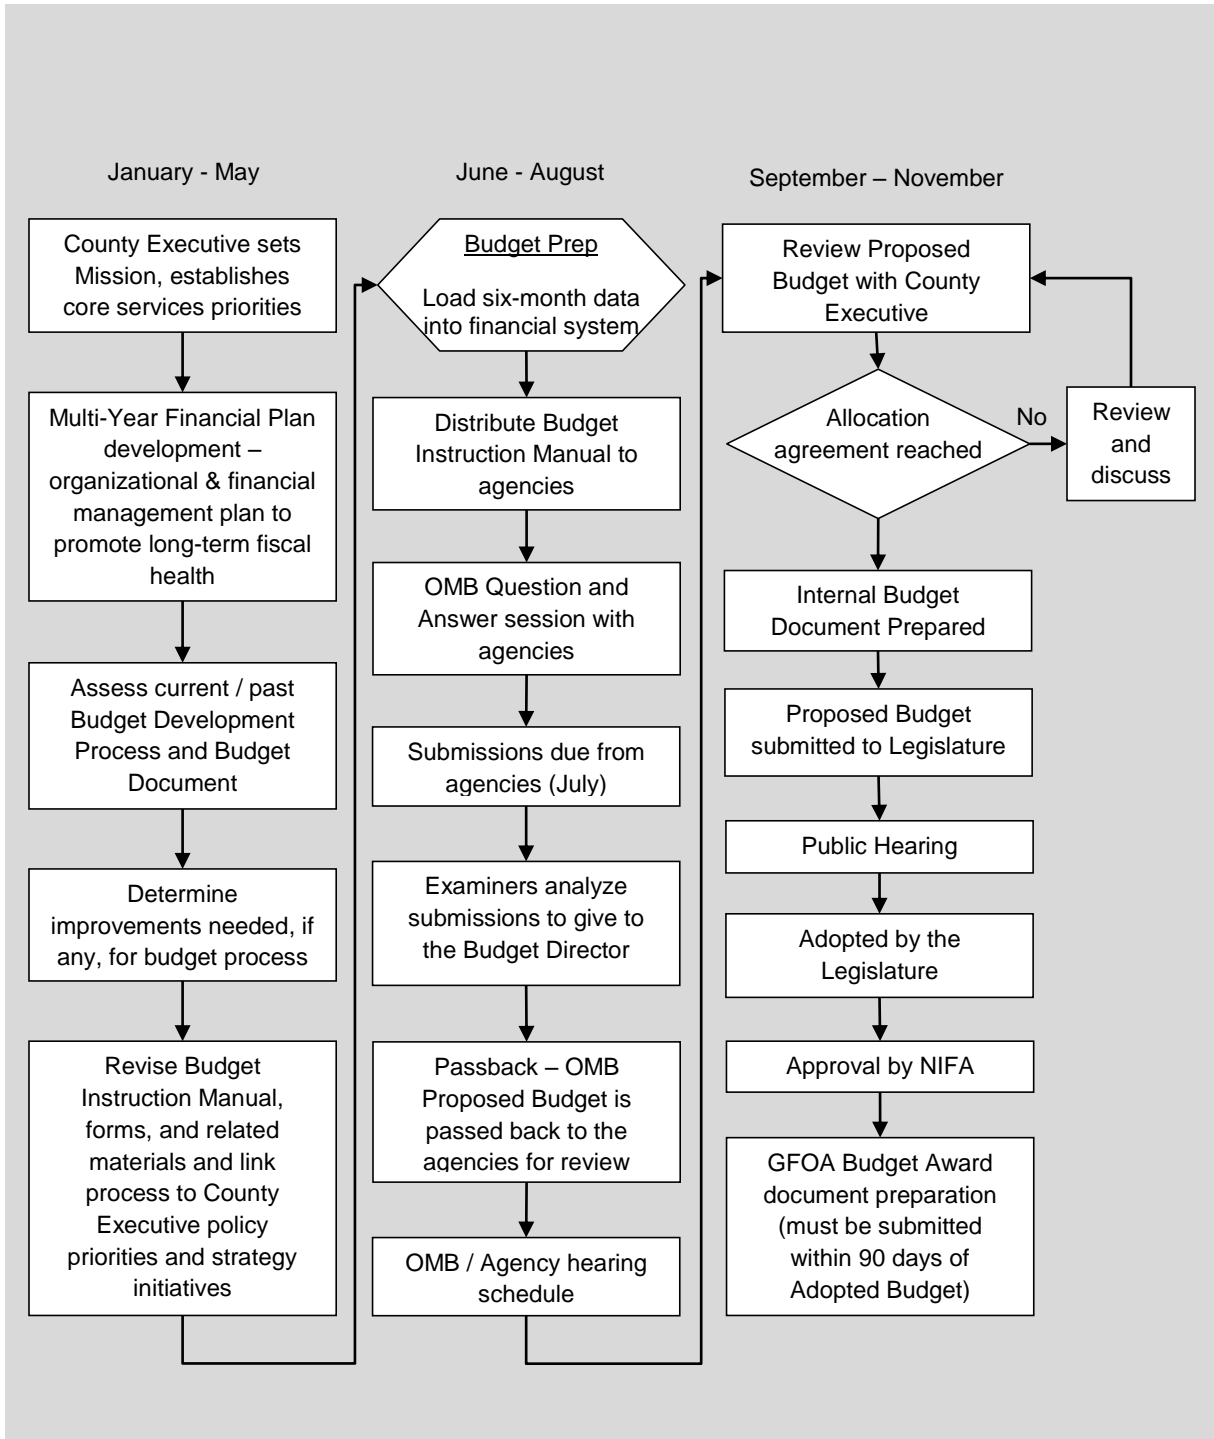 January - May
County Executive sets
Mission, establishes
core services priorities
Multi-Year Financial Plan
development –
organizational & financial
management plan to
promote long-term fiscal
health
Assess current / past
Budget Development
Process and Budget
Document
Determine
improvements needed, if
any, for budget process
Revise Budget
Instruction Manual,
forms, and related
materials and link
process to County
Executive policy
priorities and strategy
initiatives
June - August
Budget Prep
Load six-month data
into financial system
Distribute Budget
Instruction Manual to
agencies
OMB Question and
Answer session with
agencies
Submissions due from
agencies (July)
Examiners analyze
submissions to give to
the Budget Director
Passback – OMB
Proposed Budget is
passed back to the
agencies for review
OMB / Agency hearing
schedule
September – November
Review Proposed
Budget with County
Executive
Allocation
agreement reached
No
Review
and
discuss
Internal Budget
Document Prepared
Proposed Budget
submitted to Legislature
Public Hearing
Adopted by the
Legislature
Approval by NIFA
GFOA Budget Award
document preparation
(must be submitted
within 90 days of
Adopted Budget)